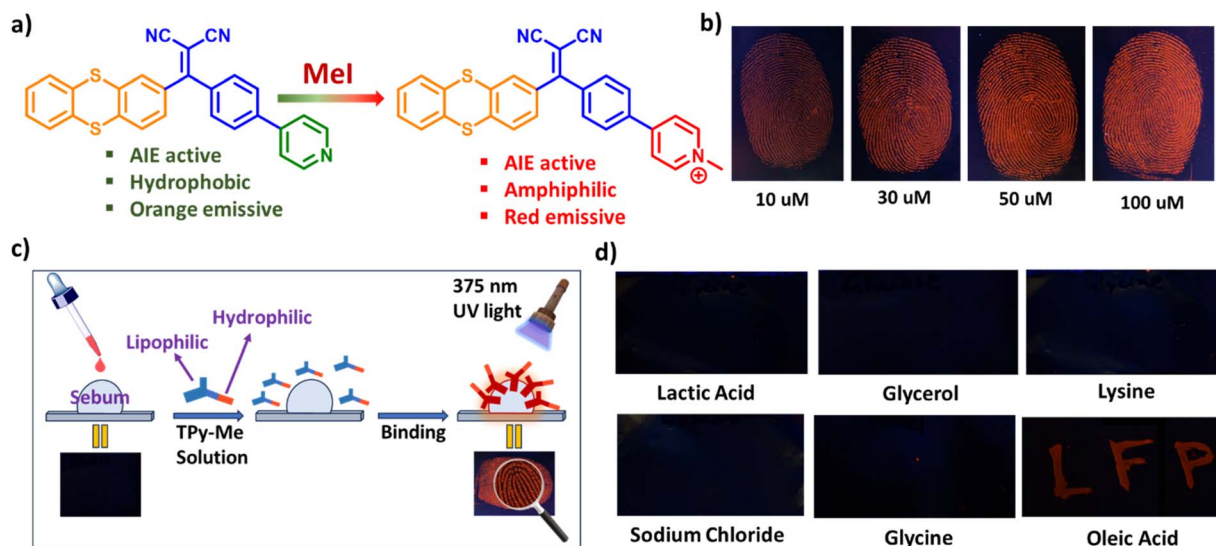 a)
NC CN
S
S
N
MeI
NC CN
S
S
N
⊕
▪ AIE active
▪ Hydrophobic
▪ Orange emissive
▪ AIE active
▪ Amphiphilic
▪ Red emissive
b)
10 uM
30 uM
50 uM
100 uM
c)
Sebum
Lipophilic
Hydrophilic
TPy-Me
Solution
Binding
375 nm
UV light
d)
Lactic Acid
Glycerol
Lysine
Sodium Chloride
Glycine
L F P
Oleic Acid